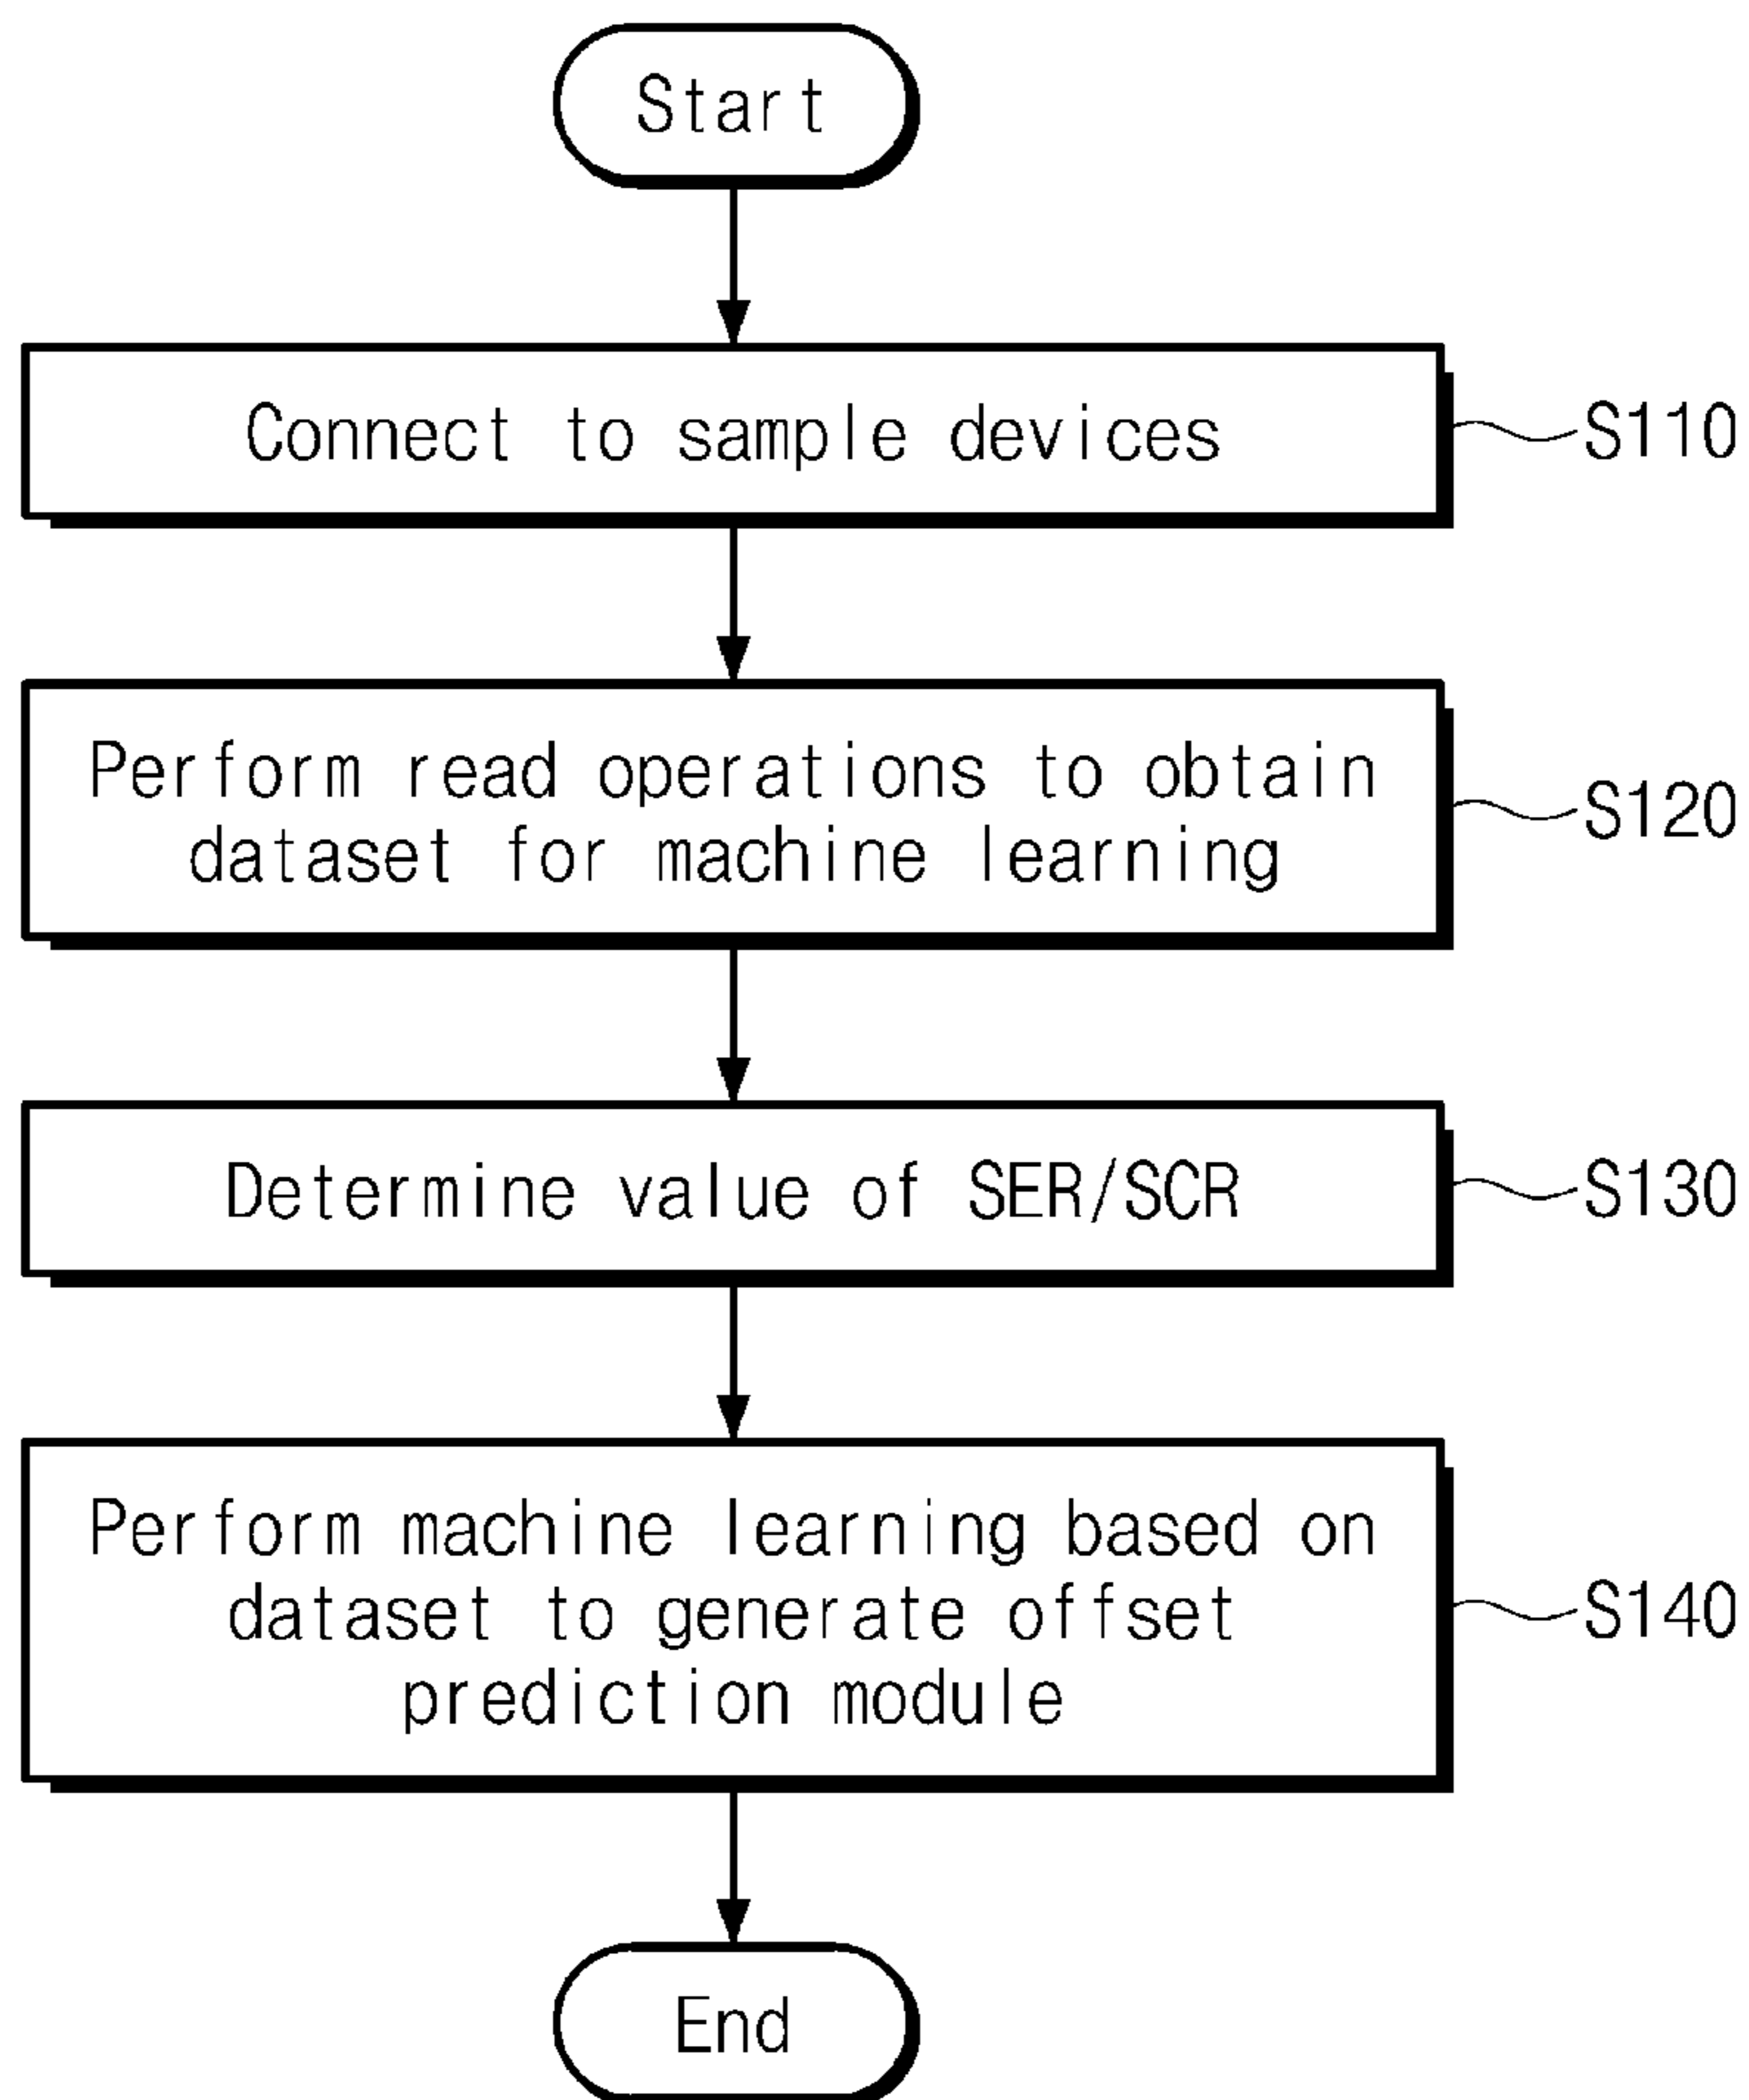 Start
Connect to sample devices
S110
Perform read operations to obtain
dataset for machine learning
S120
Determine value of SER/SCR
S130
Perform machine learning based on
dataset to generate offset
prediction module
S140
End